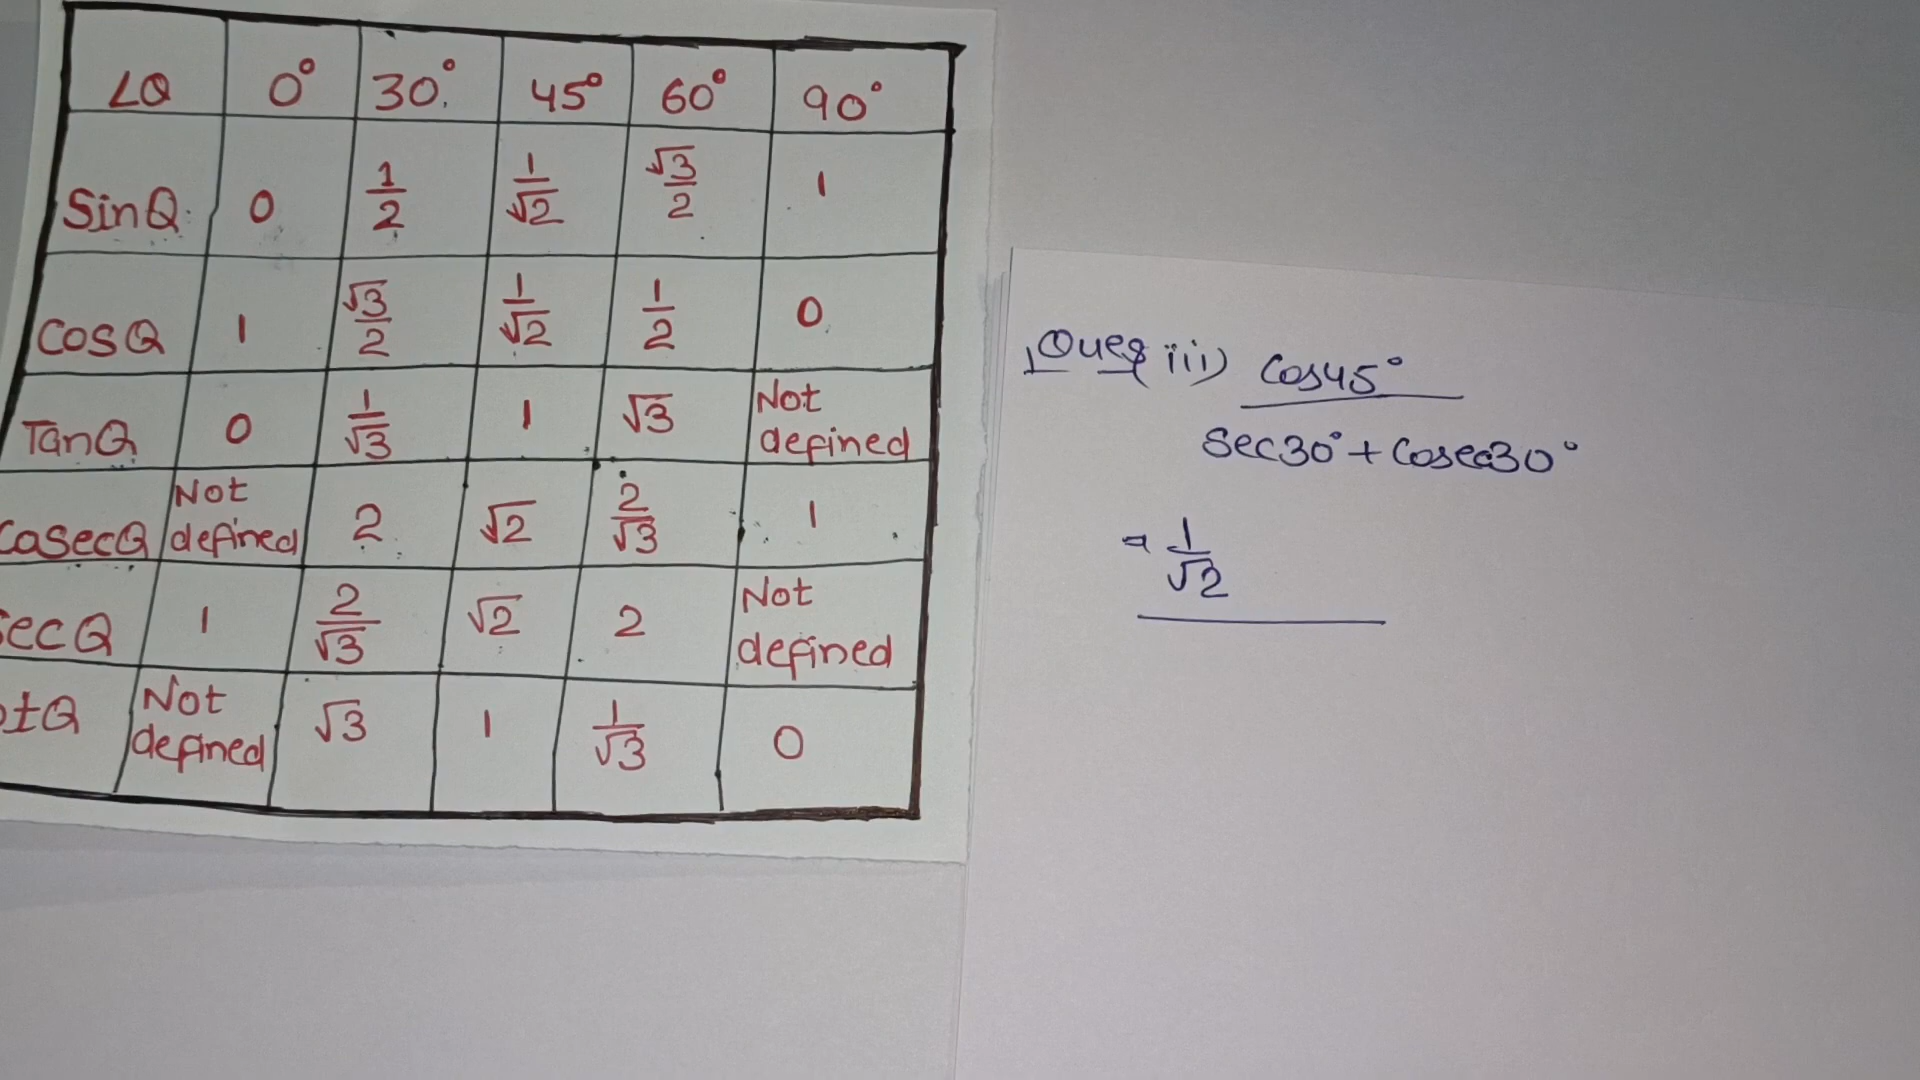 ∠Q 0° 30° 45° 60° 90°
SinQ 0 1/2 1/√2 √3/2 1
CosQ 1 √3/2 1/√2 1/2 0
TanQ 0 1/√3 1 √3 Not defined
CosecQ Not defined 2 √2 2/√3 1
SecQ 1 2/√3 √2 2 Not defined
otQ Not defined √3 1 1/√3 0
Ques iii) Cos45°
Sec30° + Cosec30°
= 1/√2